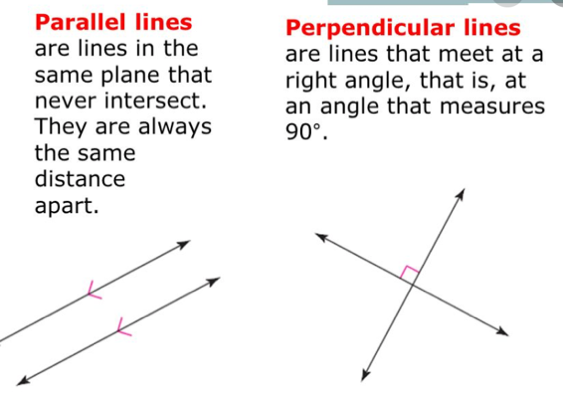 Parallel lines
are lines in the
same plane that
never intersect.
They are always
the same
distance
apart.
Perpendicular lines
are lines that meet at a
right angle, that is, at
an angle that measures
90°.